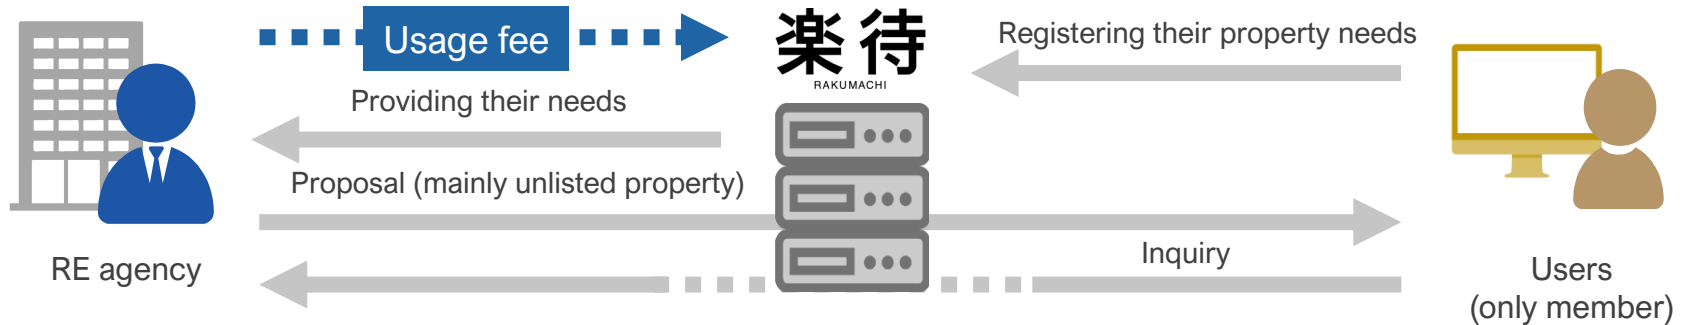 Usage fee
楽待
RAKUMACHI
Registering their property needs
Providing their needs
Proposal (mainly unlisted property)
Inquiry
RE agency
Users
(only member)